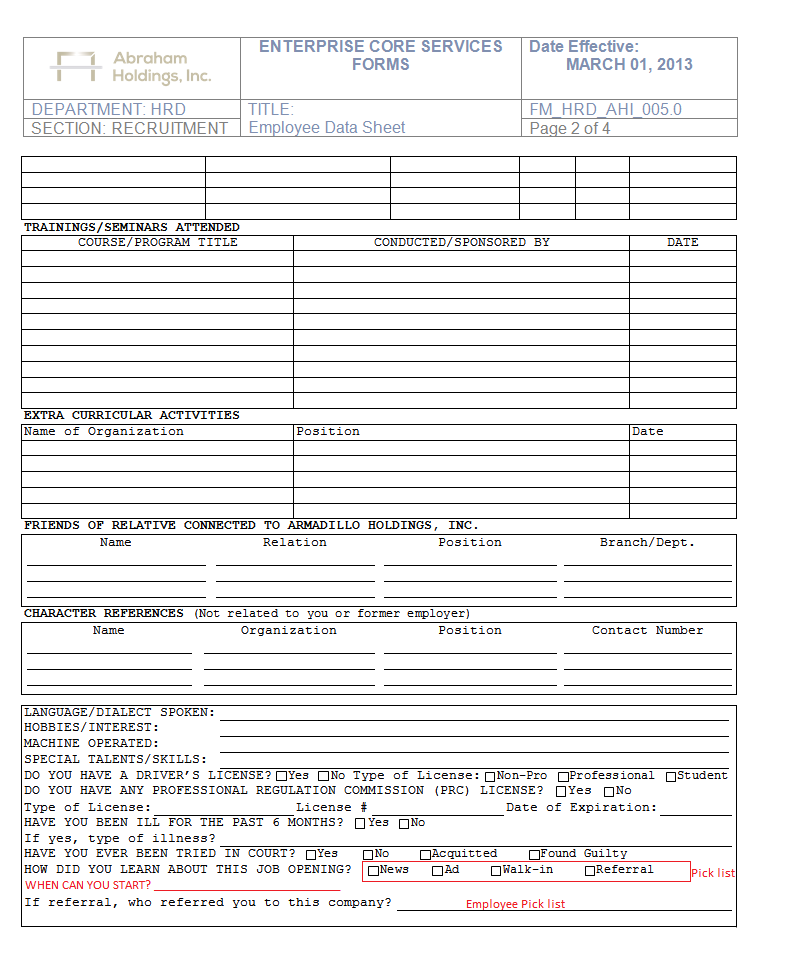 Abraham
Holdings, Inc.
ENTERPRISE CORE SERVICES
FORMS
Date Effective:
MARCH 01, 2013
DEPARTMENT: HRD
SECTION: RECRUITMENT
TITLE:
Employee Data Sheet
FM_HRD_AHI_005.0
Page 2 of 4
TRAININGS/SEMINARS ATTENDED
COURSE/PROGRAM TITLE CONDUCTED/SPONSORED BY DATE
EXTRA CURRICULAR ACTIVITIES
Name of Organization Position Date
FRIENDS OF RELATIVE CONNECTED TO ARMADILLO HOLDINGS, INC.
Name Relation Position Branch/Dept.
CHARACTER REFERENCES (Not related to you or former employer)
Name Organization Position Contact Number
LANGUAGE/DIALECT SPOKEN:
HOBBIES/INTEREST:
MACHINE OPERATED:
SPECIAL TALENTS/SKILLS:
DO YOU HAVE A DRIVER'S LICENSE? Yes No Type of License: Non-Pro Professional Student
DO YOU HAVE ANY PROFESSIONAL REGULATION COMMISSION (PRC) LICENSE? Yes No
Type of License: License # Date of Expiration:
HAVE YOU BEEN ILL FOR THE PAST 6 MONTHS? Yes No
If yes, type of illness?
HAVE YOU EVER BEEN TRIED IN COURT? Yes No Acquitted Found Guilty
HOW DID YOU LEARN ABOUT THIS JOB OPENING? News Ad Walk-in Referral Pick list
WHEN CAN YOU START?
If referral, who referred you to this company? Employee Pick list